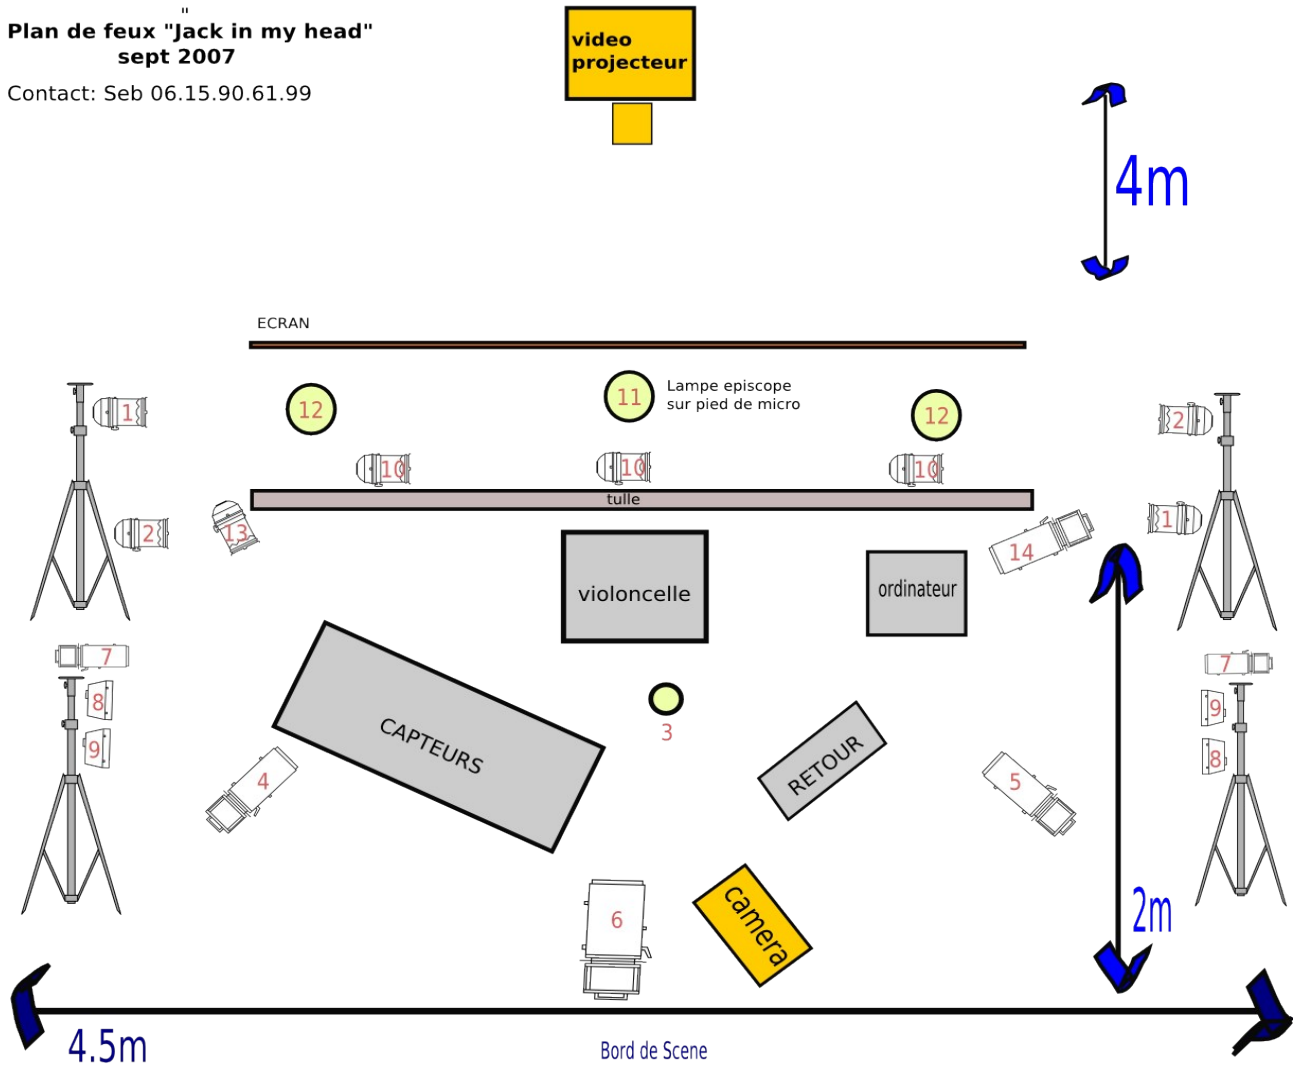 "
Plan de feux "Jack in my head"
sept 2007
Contact: Seb 06.15.90.61.99
video
projecteur
4m
ECRAN
12
11
Lampe episcope
sur pied de micro
12
1
2
10
10
10
tulle
2
13
14
1
violoncelle
ordinateur
7
7
8
9
9
8
CAPTEURS
3
RETOUR
4
5
6
camera
2m
4.5m
Bord de Scene